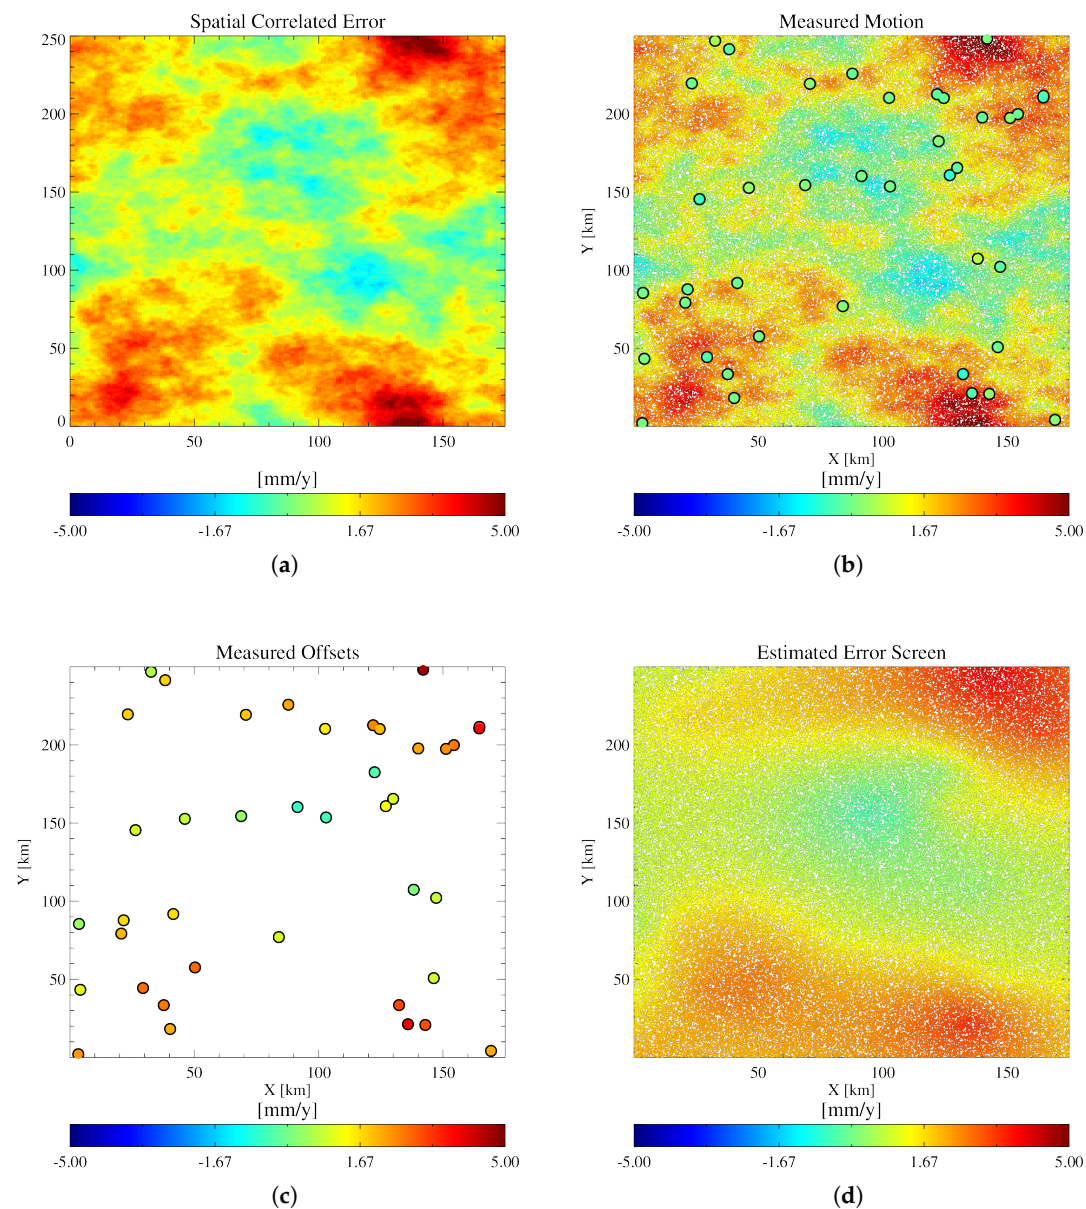 Spatial Correlated Error
250
200
150
100
50
0
0 50 100 150
[mm/y]
-5.00 -1.67 1.67 5.00
(a)
Measured Motion
Y [km]
200
150
100
50
50 100 150
X [km]
[mm/y]
-5.00 -1.67 1.67 5.00
(b)
Measured Offsets
Y [km]
200
150
100
50
50 100 150
X [km]
[mm/y]
-5.00 -1.67 1.67 5.00
(c)
Estimated Error Screen
Y [km]
200
150
100
50
50 100 150
X [km]
[mm/y]
-5.00 -1.67 1.67 5.00
(d)